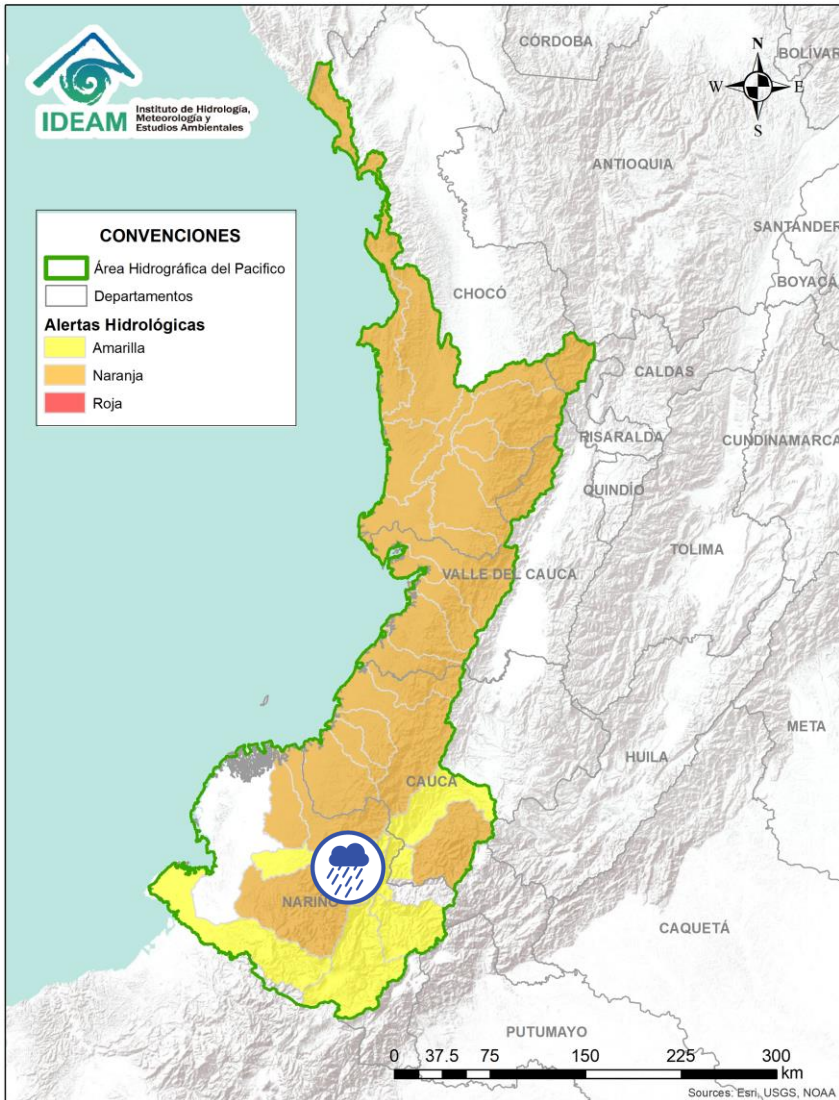 IDEAM
Instituto de Hidrología,
Meteorología y
Estudios Ambientales
N
W
E
S
CÓRDOBA
BOLÍVAR
ANTIOQUIA
SANTANDER
BOYACÁ
CHOCÓ
CALDAS
RISARALDA
CUNDINAMARCA
QUINDÍO
TOLIMA
VALLE DEL CAUCA
META
HUILA
CAUCA
NARIÑO
CAQUETÁ
PUTUMAYO
CONVENCIONES
Área Hidrográfica del Pacifico
Departamentos
Alertas Hidrológicas
Amarilla
Naranja
Roja
0 37.5 75 150 225 300
km
Sources: Esri, USGS, NOAA